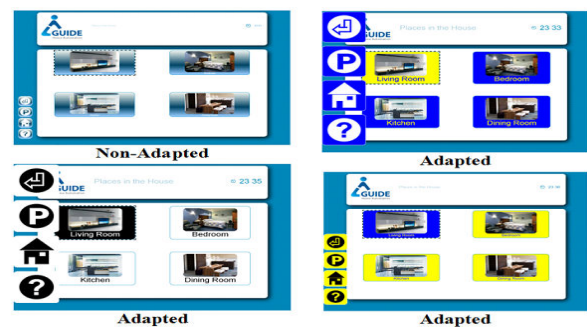 GUIDE
P
?
Non-Adapted
Places in the House
23 33
P
Living Room
Bedroom
Kitchen
Dining Room
?
Adapted
GUIDE
Places in the House
23 35
P
Living Room
Bedroom
Kitchen
Dining Room
?
Adapted
GUIDE
P
Living Room
Bedroom
Kitchen
Dining Room
?
Adapted